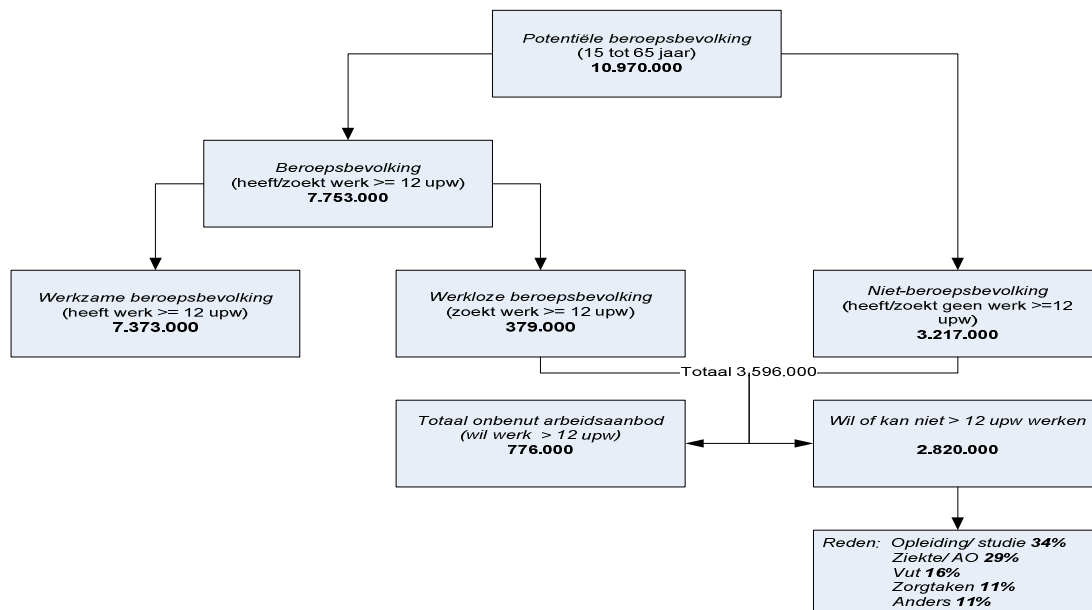 Potentiële beroepsbevolking
(15 tot 65 jaar)
10.970.000
Beroepsbevolking
(heeft/zoekt werk >= 12 upw)
7.753.000
Werkzame beroepsbevolking
(heeft werk >= 12 upw)
7.373.000
Werkloze beroepsbevolking
(zoekt werk >= 12 upw)
379.000
Niet-beroepsbevolking
(heeft/zoekt geen werk >=12
upw)
3.217.000
Totaal 3.596.000
Totaal onbenut arbeidsaanbod
(wil werk > 12 upw)
776.000
Wil of kan niet > 12 upw werken
2.820.000
Reden: Opleiding/ studie 34%
Ziekte/ AO 29%
Vut 16%
Zorgtaken 11%
Anders 11%